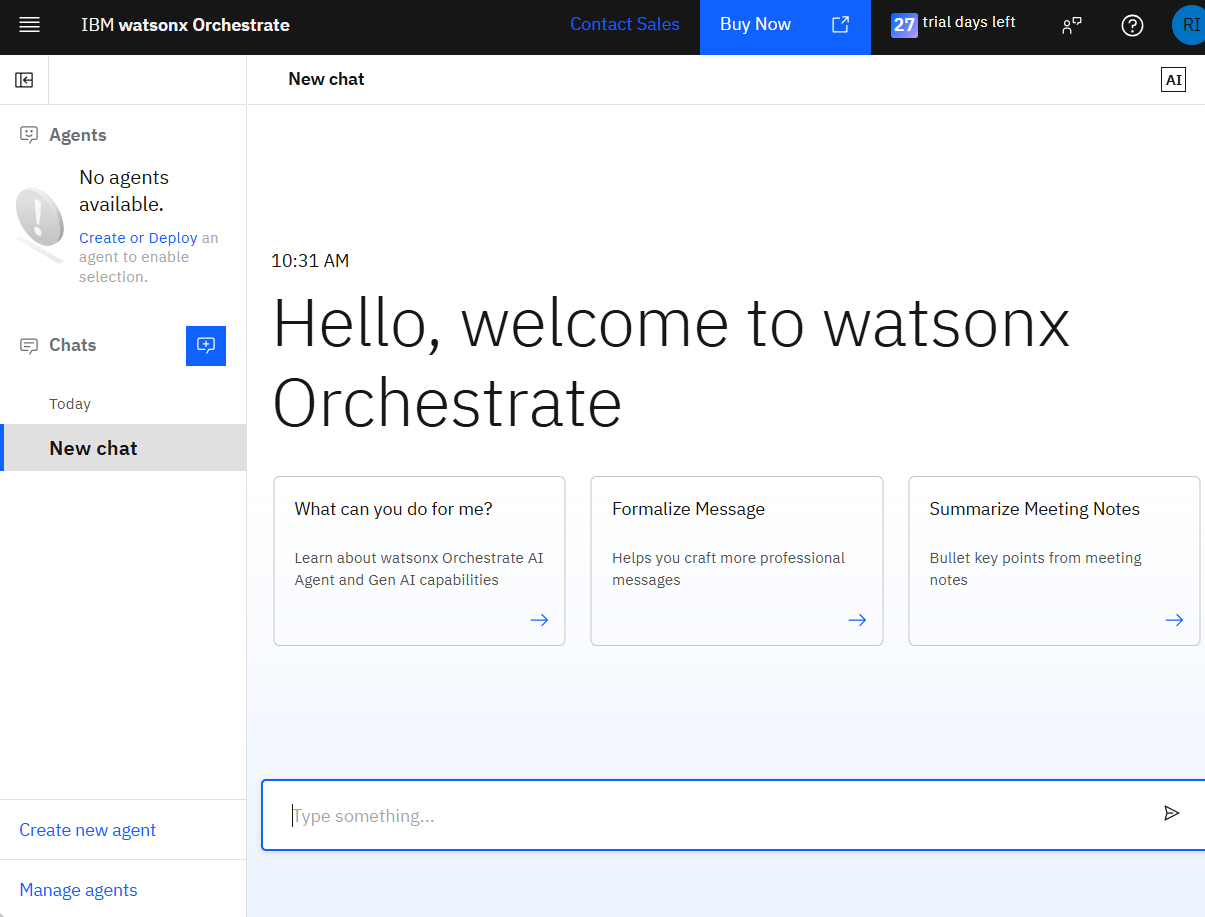 IBM watsonx Orchestrate
Contact Sales
Buy Now
27 trial days left
RI
New chat
AI
Agents
No agents
available.
Create or Deploy an
agent to enable
selection.
Chats
Today
New chat
Create new agent
Manage agents
10:31 AM
Hello, welcome to watsonx
Orchestrate
What can you do for me?
Learn about watsonx Orchestrate AI
Agent and Gen AI capabilities
Formalize Message
Helps you craft more professional
messages
Summarize Meeting Notes
Bullet key points from meeting
notes
Type something...